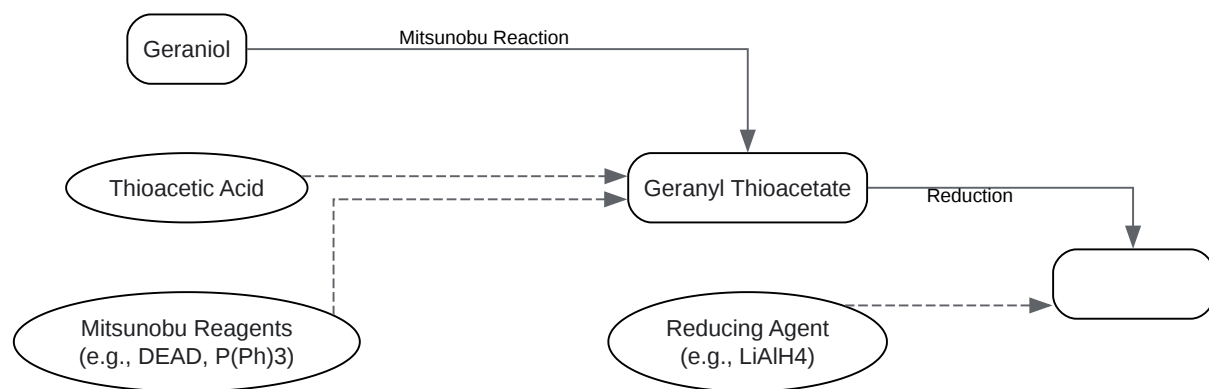 Geraniol
Mitsunobu Reaction
Thioacetic Acid
Geranyl Thioacetate
Reduction
Mitsunobu Reagents
(e.g., DEAD, P(Ph)3)
Reducing Agent
(e.g., LiAlH4)